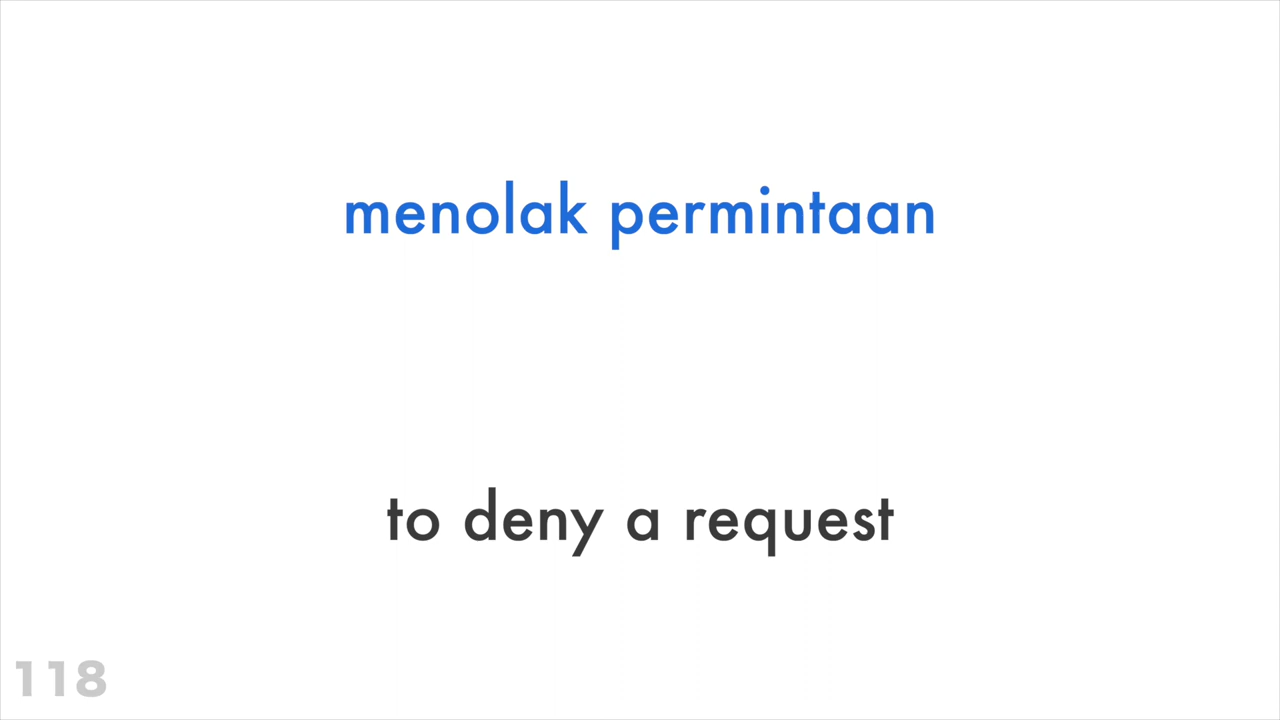 menolak permintaan
to deny a request
118